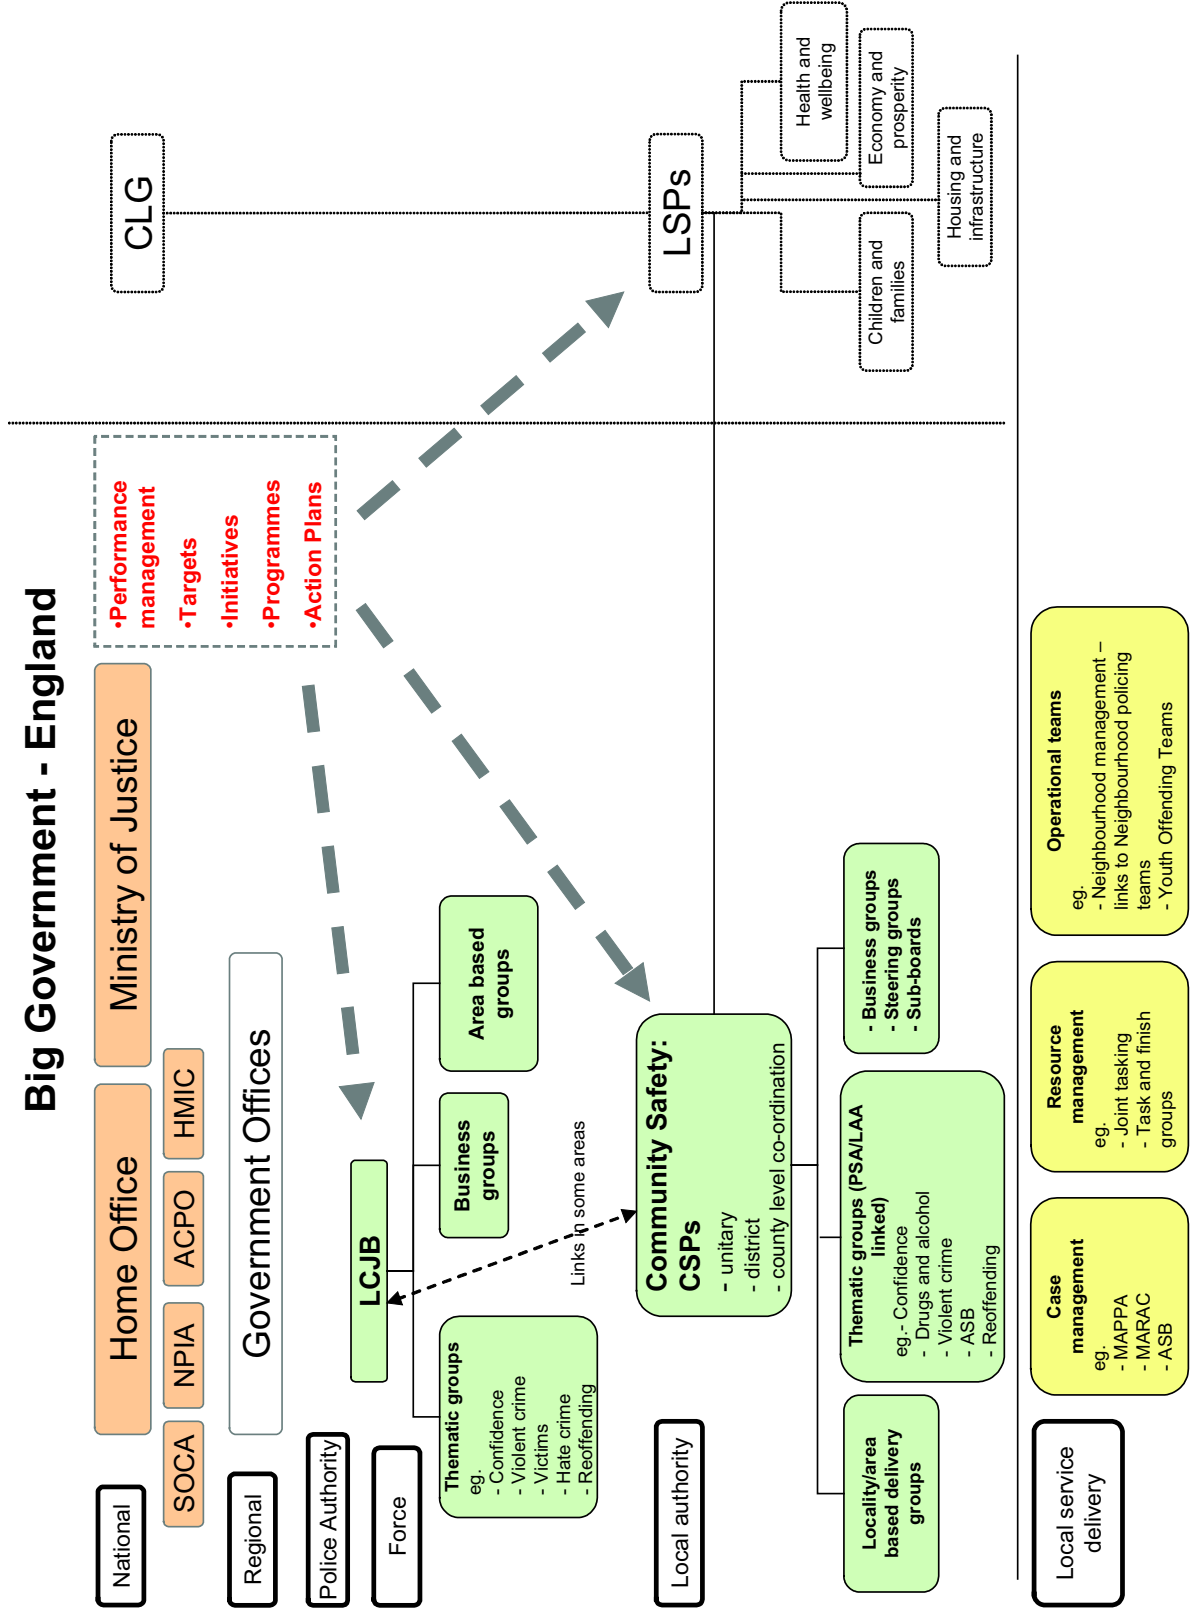 Big Government - England
National
Home Office
Ministry of Justice
SOCA
NPIA
ACPO
HMIC
•Performance
management
•Targets
•Initiatives
•Programmes
•Action Plans
CLG
Regional
Government Offices
Police Authority
Force
LCJB
Thematic groups
eg.
- Confidence
- Violent crime
- Victims
- Hate crime
- Reoffending
Business
groups
Area based
groups
Links in some areas
Local authority
Community Safety:
CSPs
- unitary
- district
- county level co-ordination
LSPs
Children and
families
Housing and
infrastructure
Economy and
prosperity
Health and
wellbeing
Locality/area
based delivery
groups
Thematic groups (PSA/LAA
linked)
eg.- Confidence
- Drugs and alcohol
- Violent crime
- ASB
- Reoffending
- Business groups
- Steering groups
- Sub-boards
Local service
delivery
Case
management
eg.
- MAPPA
- MARAC
- ASB
Resource
management
eg.
- Joint tasking
- Task and finish
groups
Operational teams
eg.
- Neighbourhood management –
links to Neighbourhood policing
teams
- Youth Offending Teams